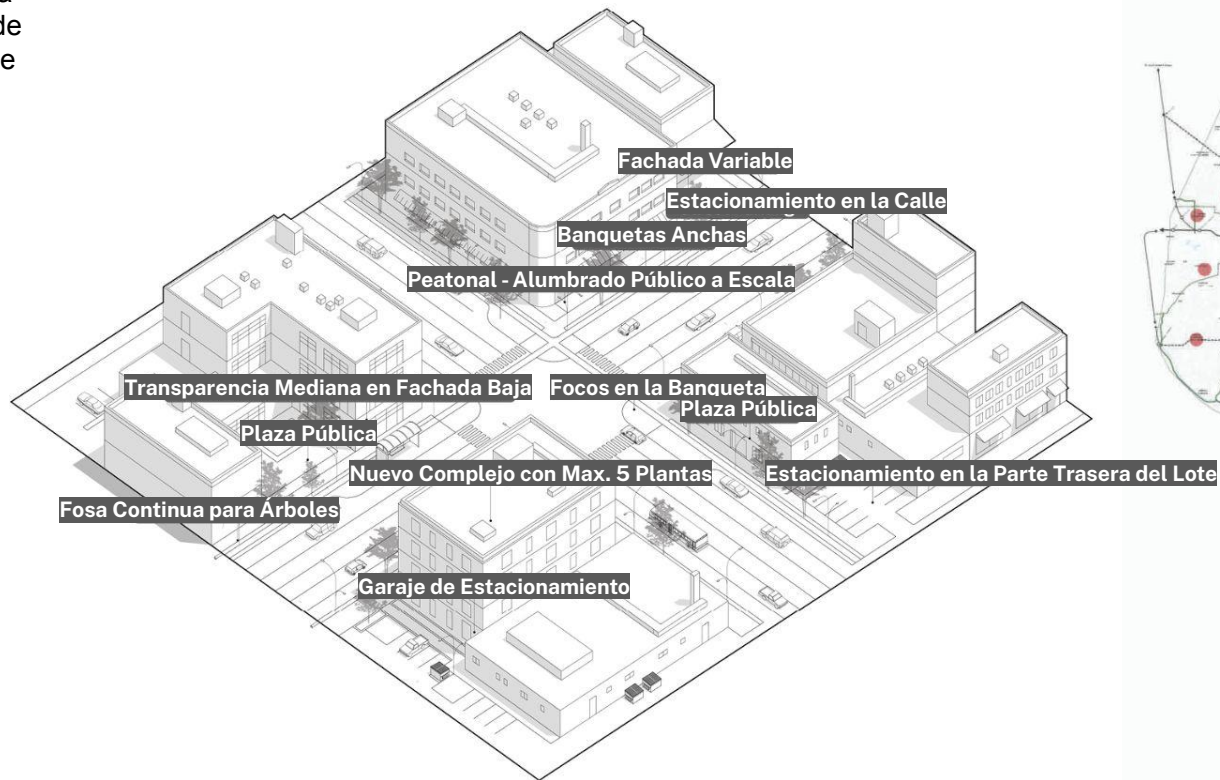 de
e
Fachada Variable
Estacionamiento en la Calle
Banquetas Anchas
Peatonal - Alumbrado Público a Escala
Transparencia Mediana en Fachada Baja
Focos en la Banqueta
Plaza Pública
Plaza Pública
Nuevo Complejo con Max. 5 Plantas
Estacionamiento en la Parte Trasera del Lote
Fosa Continua para Árboles
Garaje de Estacionamiento